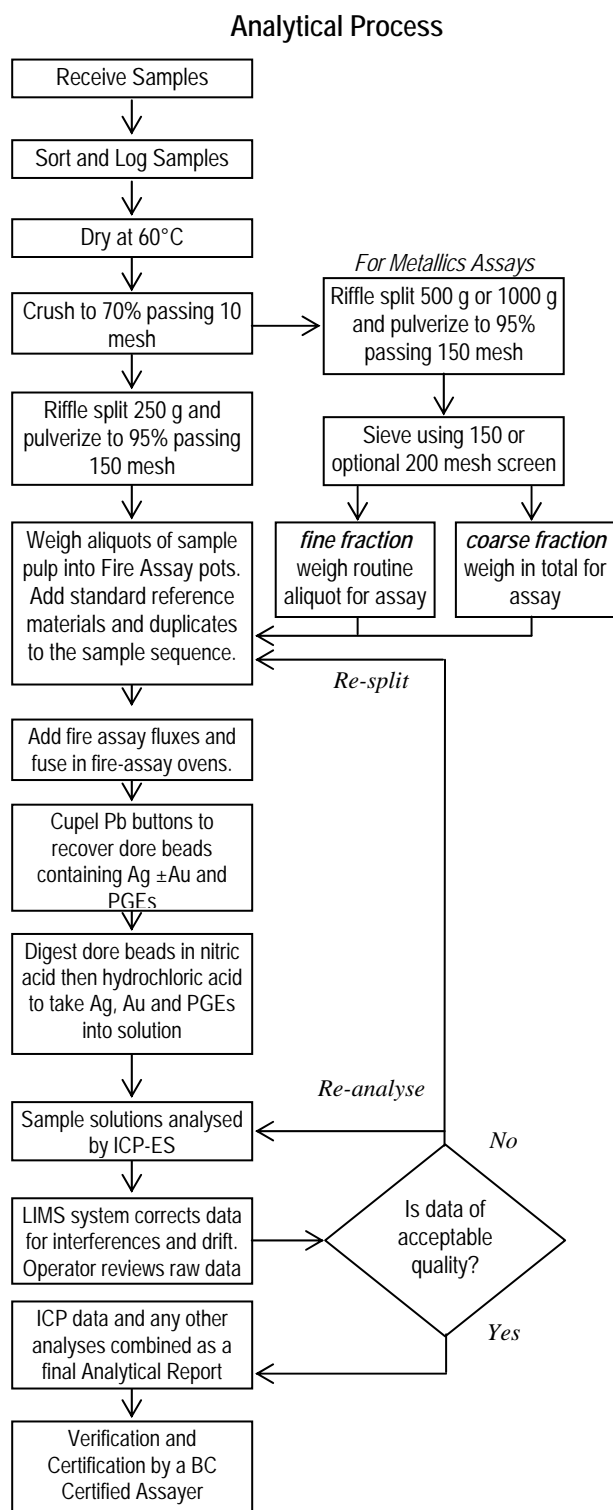 Analytical Process
Receive Samples
Sort and Log Samples
Dry at 60°C
Crush to 70% passing 10
mesh
For Metallics Assays
Riffle split 500 g or 1000 g
and pulverize to 95%
passing 150 mesh
Riffle split 250 g and
pulverize to 95% passing
150 mesh
Sieve using 150 or
optional 200 mesh screen
fine fraction
weigh routine
aliquot for assay
coarse fraction
weigh in total for
assay
Weigh aliquots of sample
pulp into Fire Assay pots.
Add standard reference
materials and duplicates
to the sample sequence.
Re-split
Add fire assay fluxes and
fuse in fire-assay ovens.
Cupel Pb buttons to
recover dore beads
containing Ag ±Au and
PGEs
Digest dore beads in nitric
acid then hydrochloric acid
to take Ag, Au and PGEs
into solution
Re-analyse
Sample solutions analysed
by ICP-ES
No
LIMS system corrects data
for interferences and drift.
Operator reviews raw data
Is data of
acceptable
quality?
Yes
ICP data and any other
analyses combined as a
final Analytical Report
Verification and
Certification by a BC
Certified Assayer